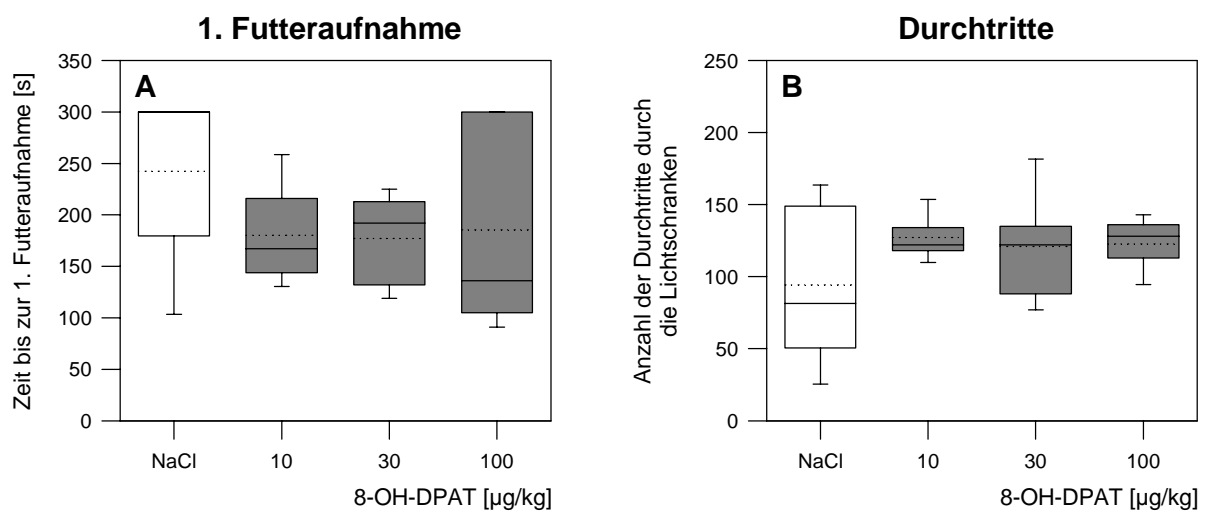 1. Futteraufnahme
A
Zeit bis zur 1. Futteraufnahme [s]
350
300
250
200
150
100
50
0
NaCl 10 30 100
8-OH-DPAT [µg/kg]
Durchtritte
B
Anzahl der Durchtritte durch
die Lichtschranken
250
200
150
100
50
0
NaCl 10 30 100
8-OH-DPAT [µg/kg]